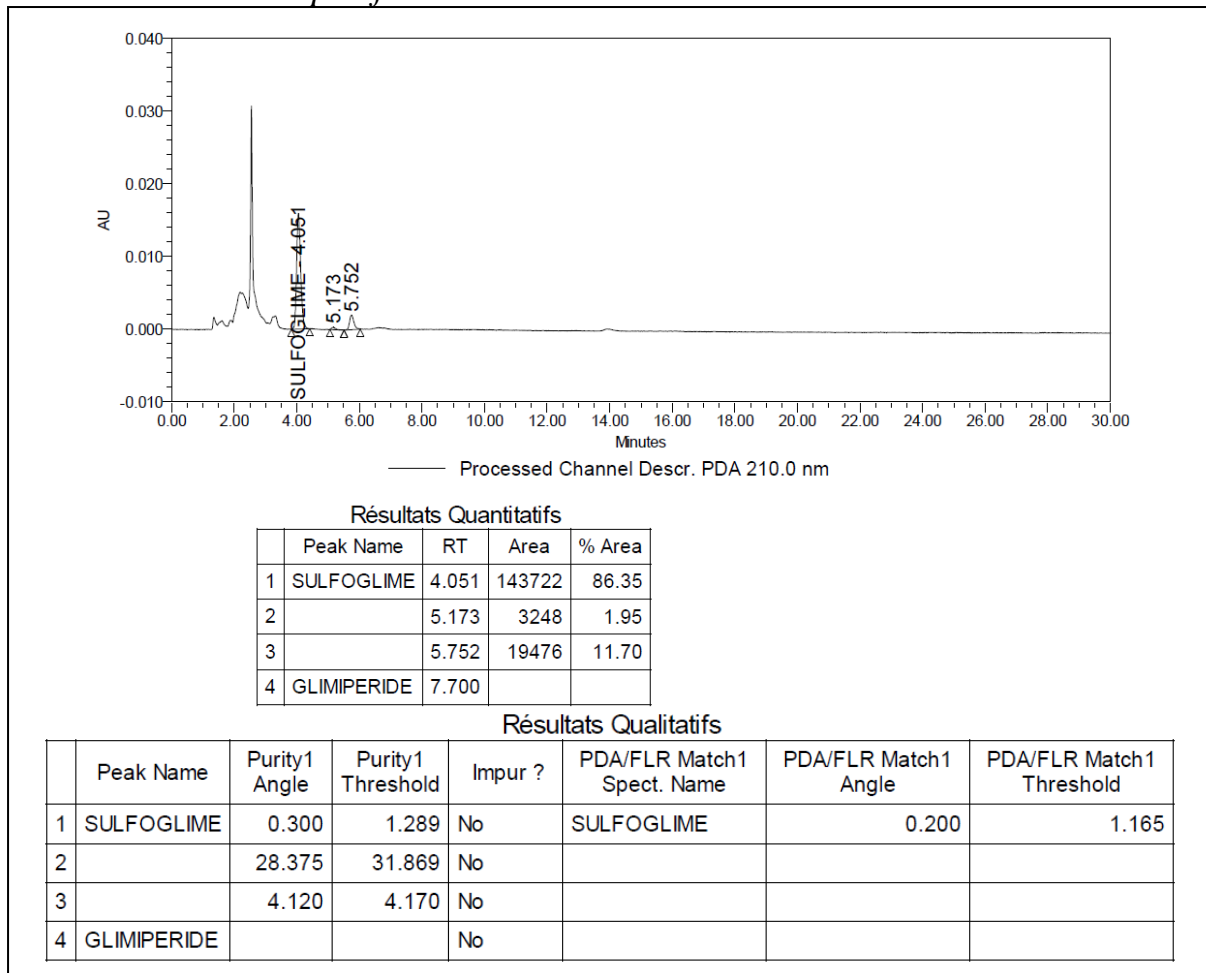 0.040
0.030
0.020
0.010
0.000
-0.010
AU
SULFOGLIME - 4.051
5.173
5.752
0.00 2.00 4.00 6.00 8.00 10.00 12.00 14.00 16.00 18.00 20.00 22.00 24.00 26.00 28.00 30.00
Minutes
Processed Channel Descr. PDA 210.0 nm
Résultats Quantitatifs
Peak Name RT Area % Area
1 SULFOGLIME 4.051 143722 86.35
2 5.173 3248 1.95
3 5.752 19476 11.70
4 GLIMIPERIDE 7.700
Résultats Qualitatifs
Peak Name Purity1 Angle Purity1 Threshold Impur ? PDA/FLR Match1 Spect. Name PDA/FLR Match1 Angle PDA/FLR Match1 Threshold
1 SULFOGLIME 0.300 1.289 No SULFOGLIME 0.200 1.165
2 28.375 31.869 No
3 4.120 4.170 No
4 GLIMIPERIDE No